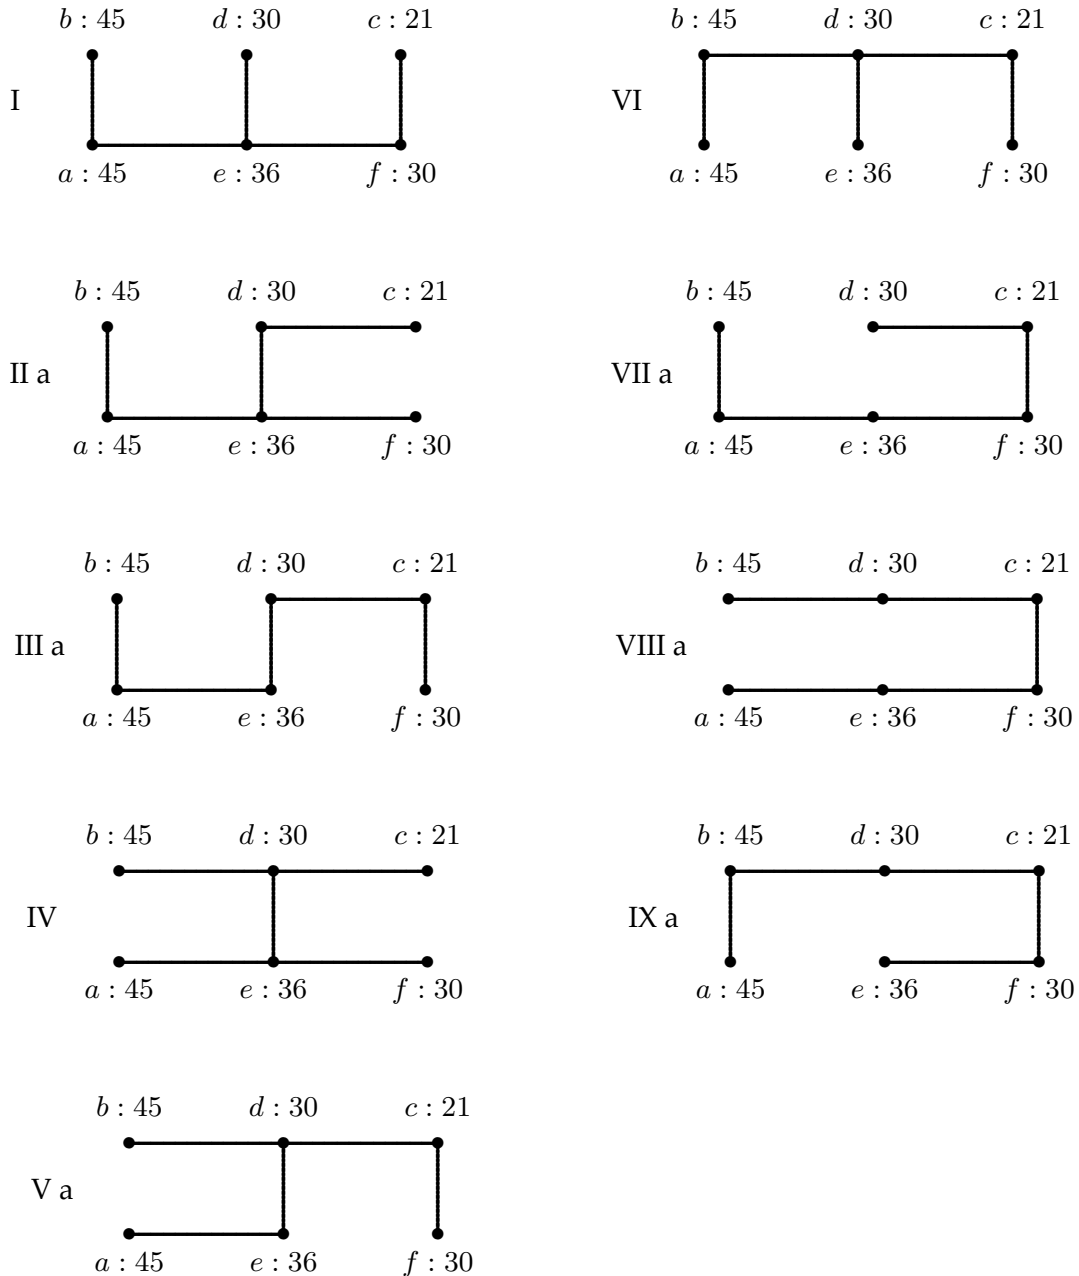 b : 45 d : 30 c : 21
I
a : 45 e : 36 f : 30
b : 45 d : 30 c : 21
VI
a : 45 e : 36 f : 30
b : 45 d : 30 c : 21
II a
a : 45 e : 36 f : 30
b : 45 d : 30 c : 21
VII a
a : 45 e : 36 f : 30
b : 45 d : 30 c : 21
III a
a : 45 e : 36 f : 30
b : 45 d : 30 c : 21
VIII a
a : 45 e : 36 f : 30
b : 45 d : 30 c : 21
IV
a : 45 e : 36 f : 30
b : 45 d : 30 c : 21
IX a
a : 45 e : 36 f : 30
b : 45 d : 30 c : 21
V a
a : 45 e : 36 f : 30